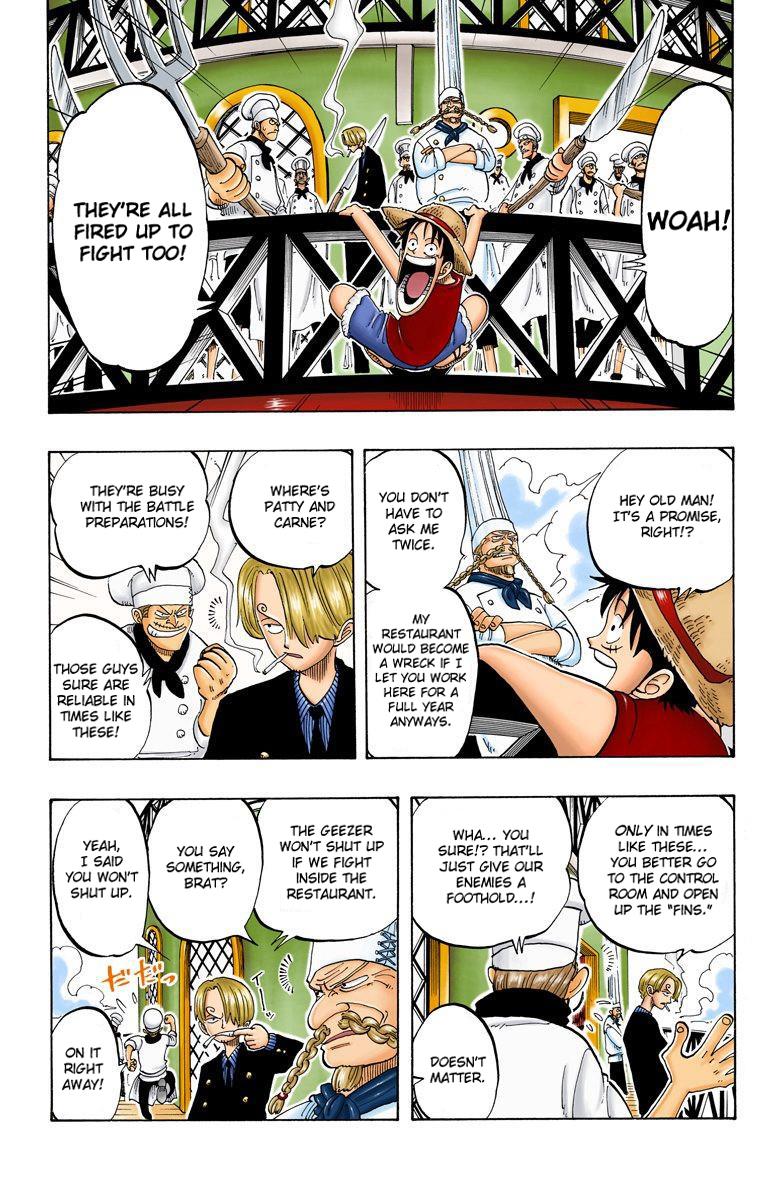 WOAH!
THEY'RE ALL
FIRED UP TO
FIGHT TOO!
HEY OLD MAN!
IT'S A PROMISE,
RIGHT!?
YOU DON'T
HAVE TO
ASK ME
TWICE.
MY
RESTAURANT
WOULD BECOME
A WRECK IF I
LET YOU WORK
HERE FOR A
FULL YEAR
ANYWAYS.
WHERE'S
PATTY AND
CARNE?
THEY'RE BUSY
WITH THE BATTLE
PREPARATIONS!
THOSE GUYS
SURE ARE
RELIABLE IN
TIMES LIKE
THESE!
ONLY IN TIMES
LIKE THESE...
YOU BETTER GO
TO THE CONTROL
ROOM AND OPEN
UP THE "FINS."
WHA... YOU
SURE!? THAT'LL
JUST GIVE OUR
ENEMIES A
FOOTHOLD...!
DOESN'T
MATTER.
THE GEEZER
WON'T SHUT UP
IF WE FIGHT
INSIDE THE
RESTAURANT.
YOU SAY
SOMETHING,
BRAT?
YEAH,
I SAID
YOU WON'T
SHUT UP.
だだっ
ON IT
RIGHT
AWAY!